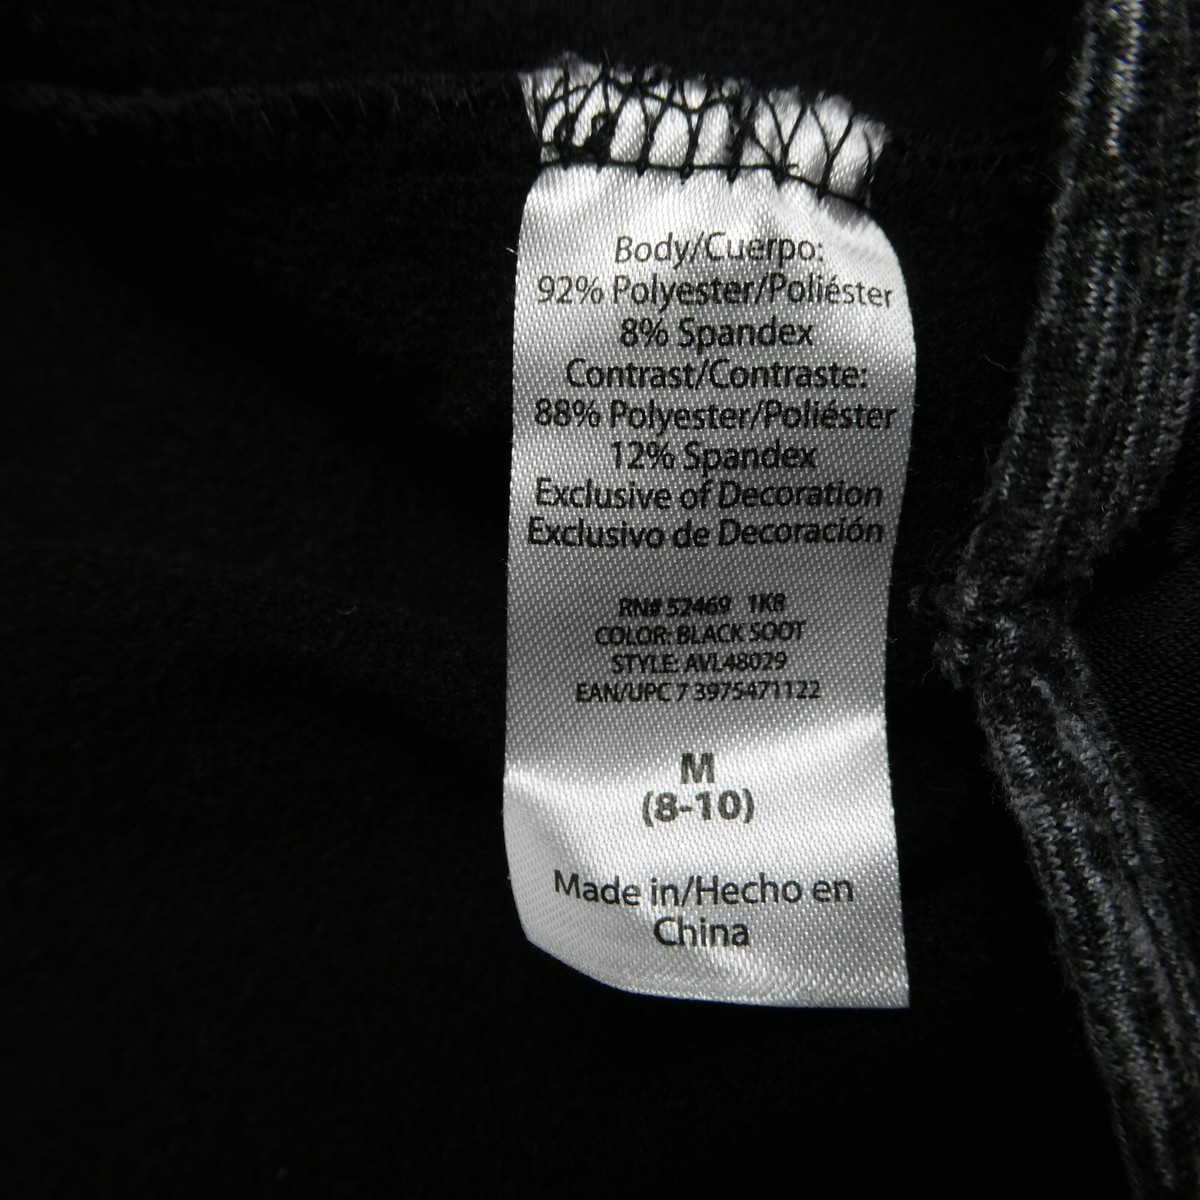 Body/Cuerpo:
92% Polyester/Poliéster
8% Spandex
Contrast/Contraste:
88% Polyester/Poliéster
12% Spandex
Exclusive of Decoration
Exclusivo de Decoración
RN# 52469 1K8
COLOR: BLACK SOOT
STYLE: AVL48029
EAN/UPC 7 3975471122
M
(8-10)
Made in/Hecho en
China